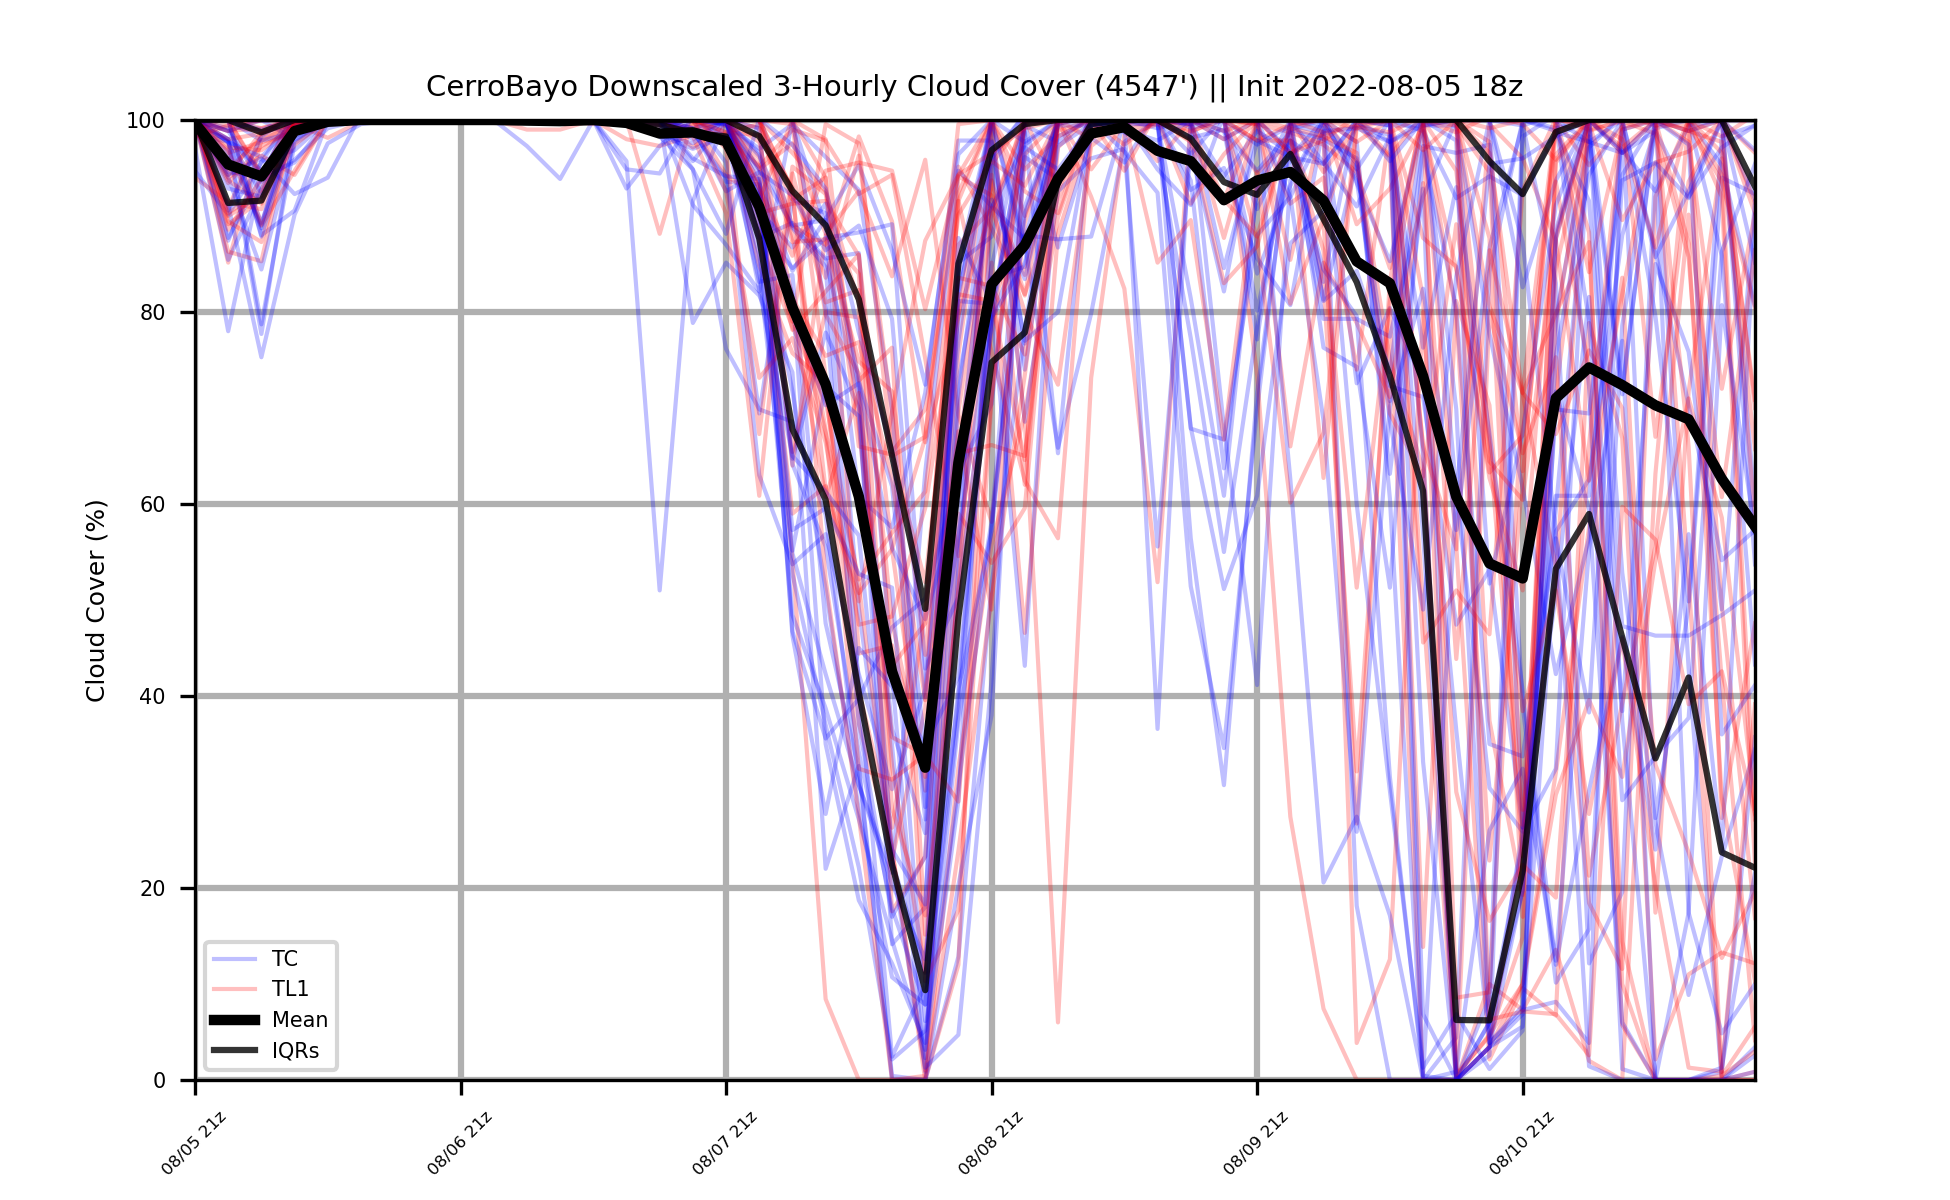 CerroBayo Downscaled 3-Hourly Cloud Cover (4547') || Init 2022-08-05 18z
Cloud Cover (%)
100
80
60
40
20
0
TC
TL1
Mean
IQRs
08/05 21z
08/06 21z
08/07 21z
08/08 21z
08/09 21z
08/10 21z